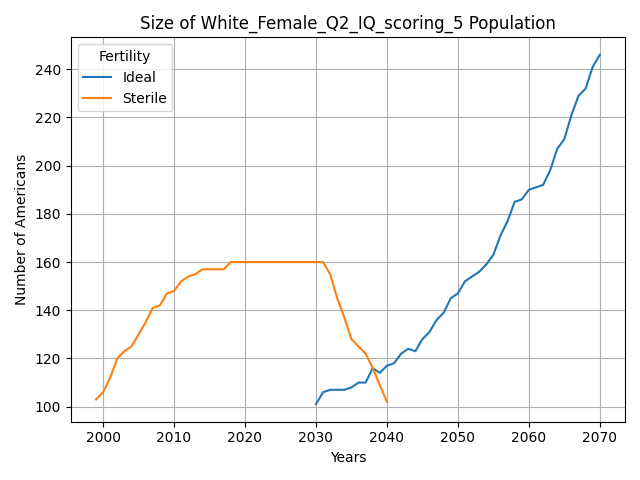 Size of White_Female_Q2_IQ_scoring_5 Population
Fertility
Ideal
Sterile
Number of Americans
240
220
200
180
160
140
120
100
2000 2010 2020 2030 2040 2050 2060 2070
Years